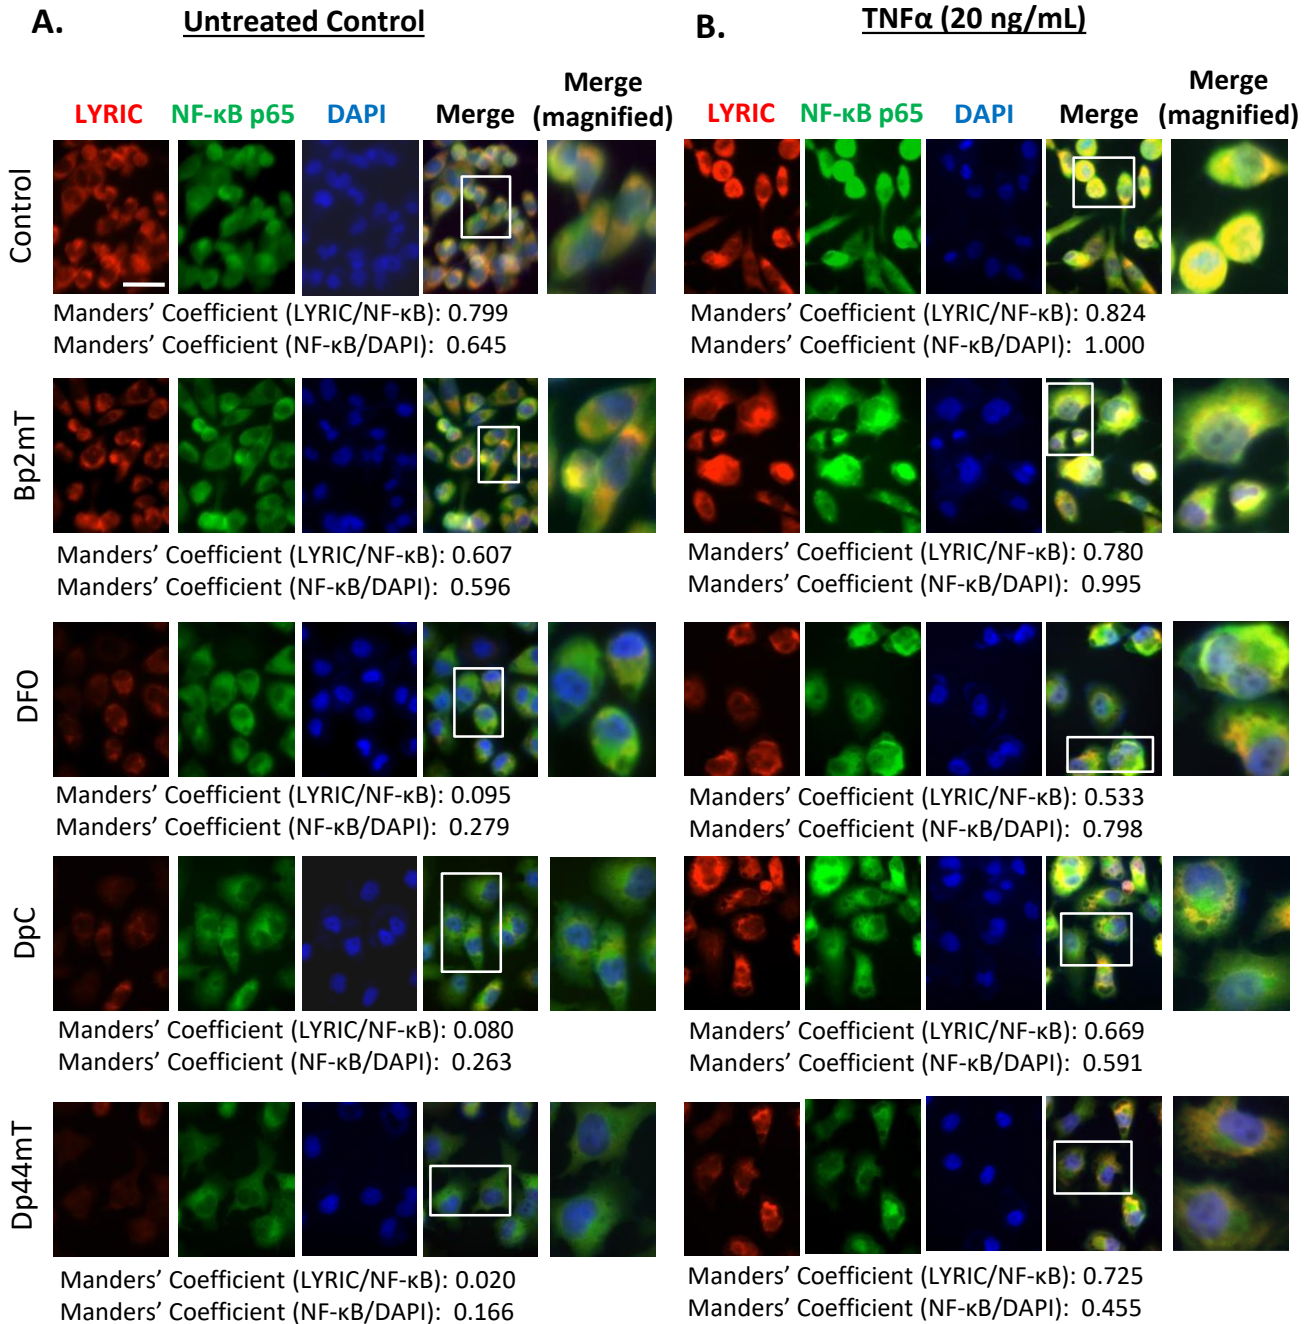 A. Untreated Control
LYRIC NF-κB p65 DAPI Merge Merge (magnified)
Control
Manders’ Coefficient (LYRIC/NF-κB): 0.799
Manders’ Coefficient (NF-κB/DAPI): 0.645
Bp2mT
Manders’ Coefficient (LYRIC/NF-κB): 0.607
Manders’ Coefficient (NF-κB/DAPI): 0.596
DFO
Manders’ Coefficient (LYRIC/NF-κB): 0.095
Manders’ Coefficient (NF-κB/DAPI): 0.279
DpC
Manders’ Coefficient (LYRIC/NF-κB): 0.080
Manders’ Coefficient (NF-κB/DAPI): 0.263
Dp44mT
Manders’ Coefficient (LYRIC/NF-κB): 0.020
Manders’ Coefficient (NF-κB/DAPI): 0.166
B. TNFα (20 ng/mL)
LYRIC NF-κB p65 DAPI Merge Merge (magnified)
Manders’ Coefficient (LYRIC/NF-κB): 0.824
Manders’ Coefficient (NF-κB/DAPI): 1.000
Manders’ Coefficient (LYRIC/NF-κB): 0.780
Manders’ Coefficient (NF-κB/DAPI): 0.995
Manders’ Coefficient (LYRIC/NF-κB): 0.533
Manders’ Coefficient (NF-κB/DAPI): 0.798
Manders’ Coefficient (LYRIC/NF-κB): 0.669
Manders’ Coefficient (NF-κB/DAPI): 0.591
Manders’ Coefficient (LYRIC/NF-κB): 0.725
Manders’ Coefficient (NF-κB/DAPI): 0.455